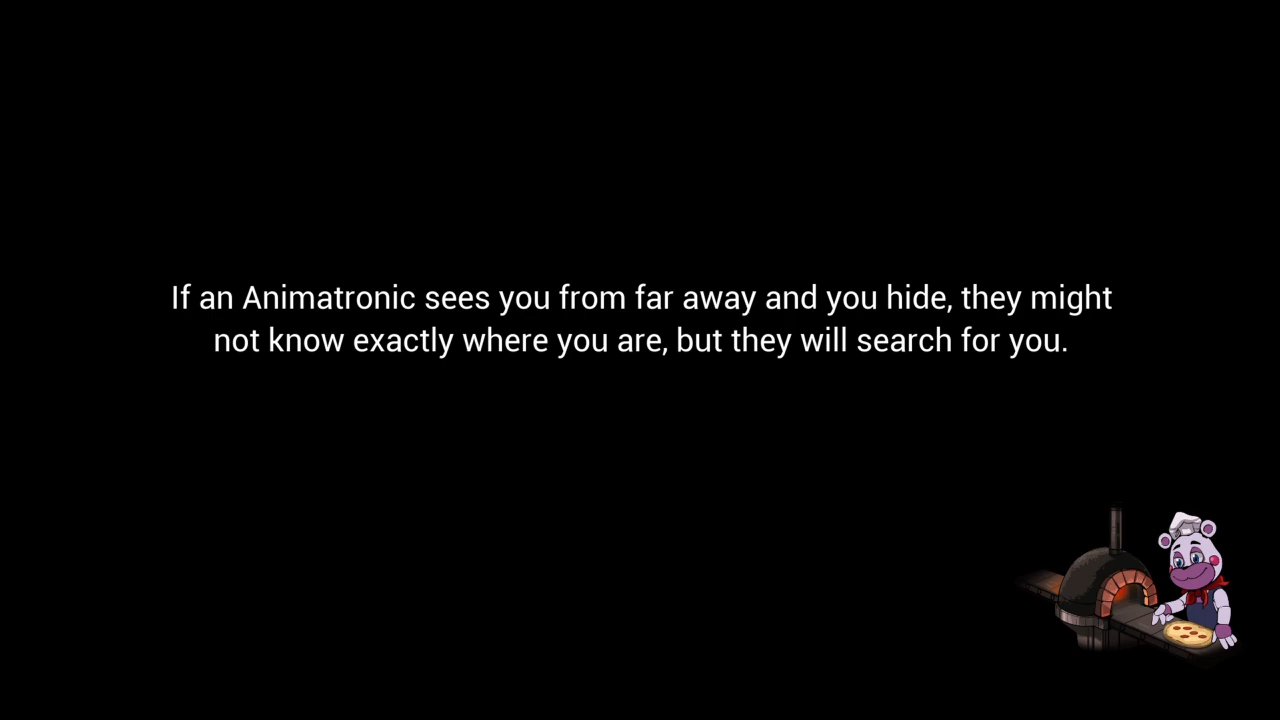 If an Animatronic sees you from far away and you hide, they might
not know exactly where you are, but they will search for you.